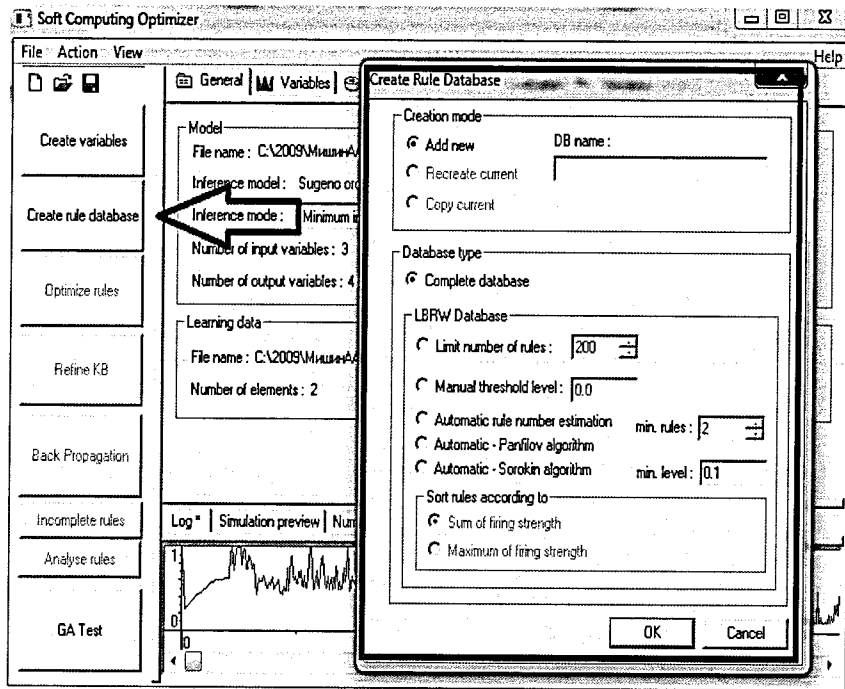 Soft Computing Optimizer
File Action View
Help
General
Variables
Create variables
Create rule database
Optimize rules
Refine KB
Back Propagation
Incomplete rules
Analyse rules
GA Test
Model
File name : C:\2009\МишинА
Inference model : Sugeno
Inference mode : Minimum
Number of input variables : 3
Number of output variables : 4
Learning data
File name : C:\2009\МишинА
Number of elements : 2
Log* Simulation preview
1
0
0
Create Rule Database
Creation mode
Add new
DB name :
Recreate current
Copy current
Database type
Complete database
LBRW Database
Limit number of rules : 200
Manual threshold level : 0.0
Automatic rule number estimation
min. rules : 2
Automatic - Panfilov algorithm
Automatic - Sorokin algorithm
min. level : 0.1
Sort rules according to
Sum of firing strength
Maximum of firing strength
OK
Cancel